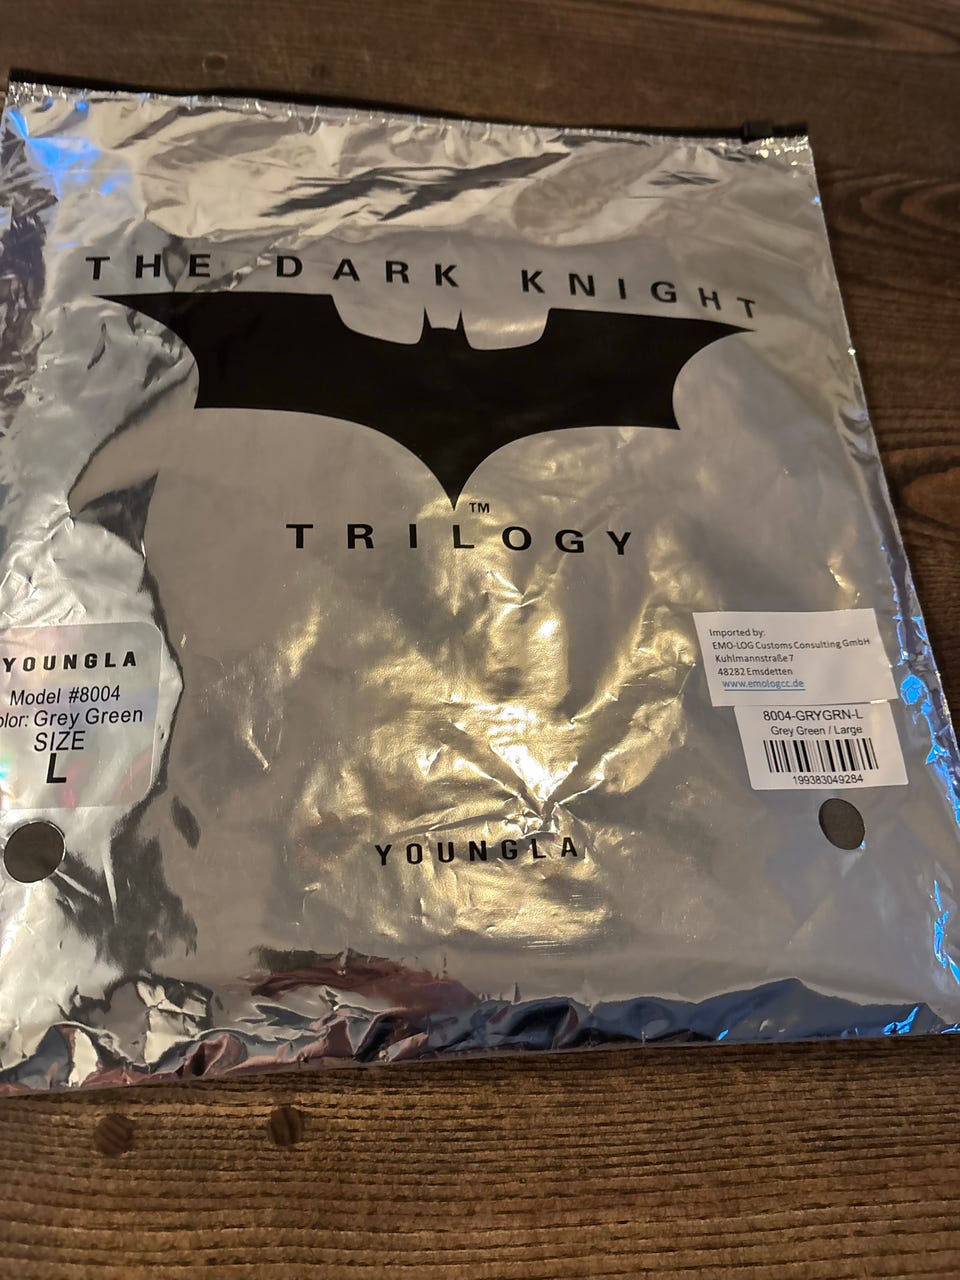 THE DARK KNIGHT
TM
TRILOGY
YOUNGLA
Model #8004
olor: Grey Green
SIZE
L
Imported by:
EMO-LOG Customs Consulting GmbH
Kuhlmannstraße 7
48282 Emsdetten
www.emologcc.de
8004-GRYGRN-L
Grey Green / Large
199383049284
YOUNGLA